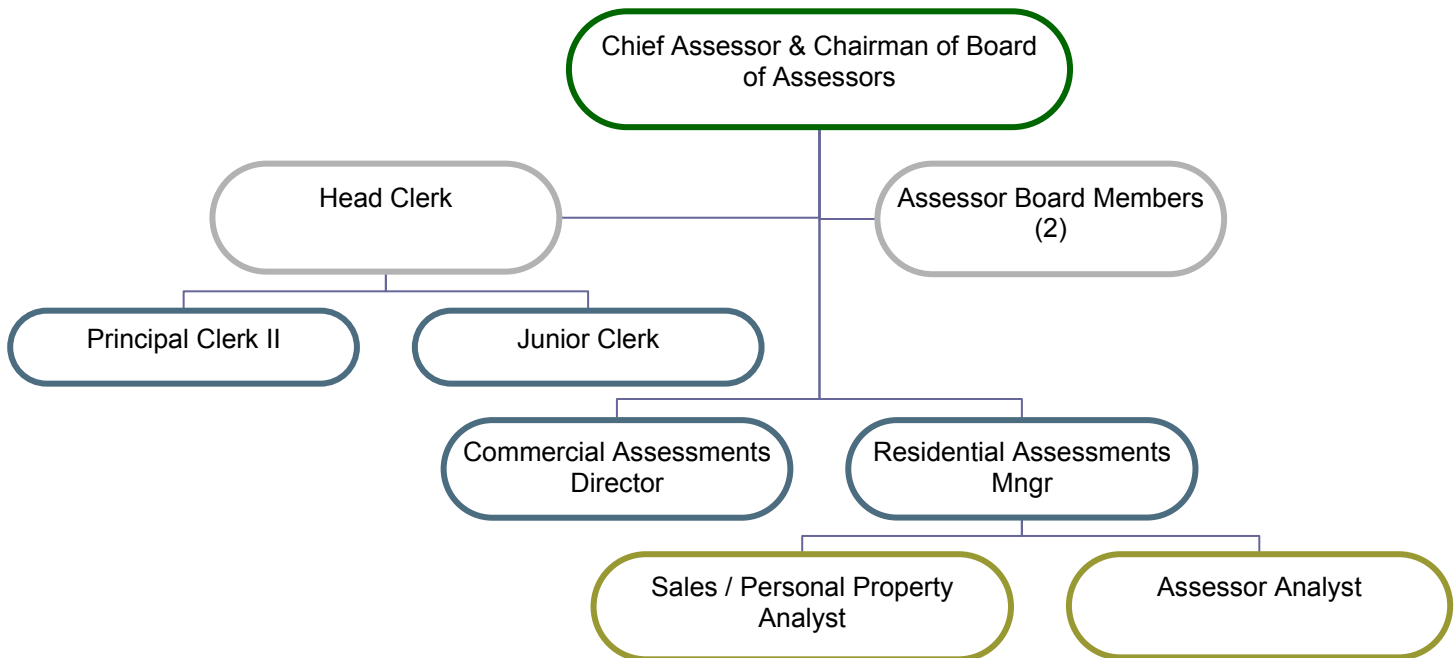 Chief Assessor & Chairman of Board
of Assessors
Head Clerk
Assessor Board Members
(2)
Principal Clerk II
Junior Clerk
Commercial Assessments
Director
Residential Assessments
Mngr
Sales / Personal Property
Analyst
Assessor Analyst